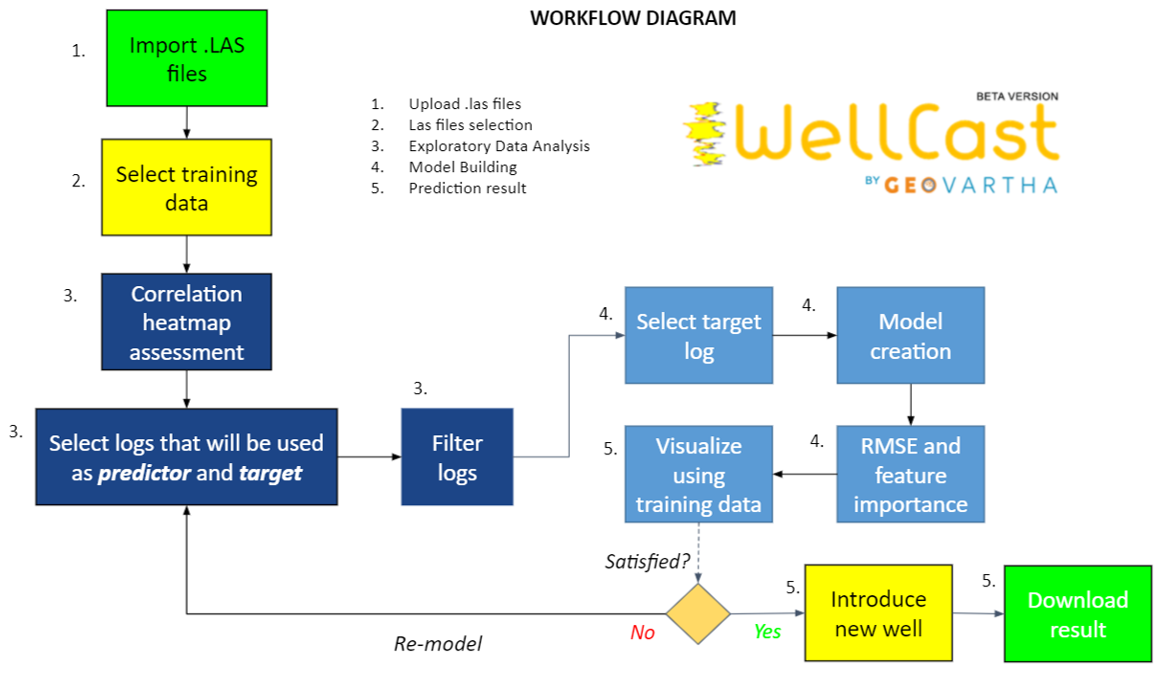 WORKFLOW DIAGRAM
1.
Import .LAS
files
1. Upload .las files
2. Las files selection
3. Exploratory Data Analysis
4. Model Building
5. Prediction result
BETA VERSION
WellCast
BY GEOVARTHA
2.
Select training
data
3.
Correlation
heatmap
assessment
3.
Select logs that will be used
as predictor and target
3.
Filter
logs
4.
Select target
log
4.
Model
creation
4.
RMSE and
feature
importance
5.
Visualize
using
training data
Satisfied?
No
Yes
Re-model
5.
Introduce
new well
5.
Download
result